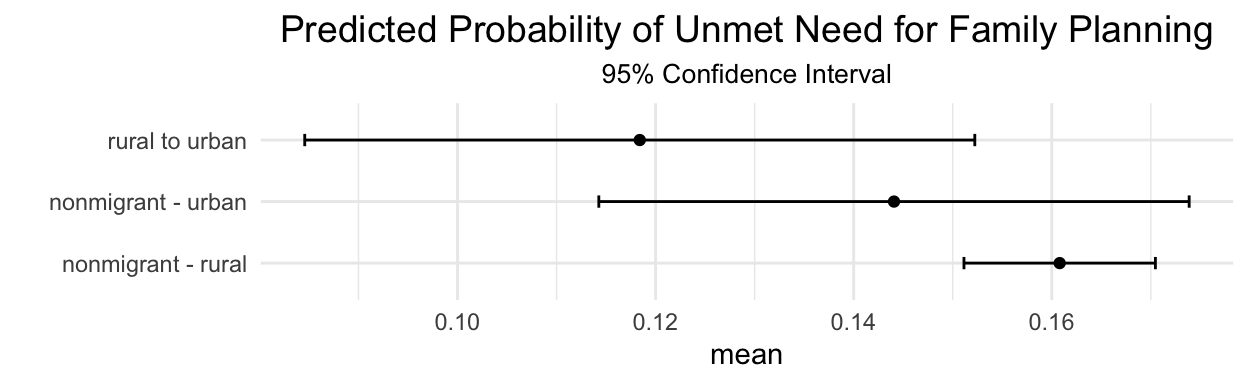 Predicted Probability of Unmet Need for Family Planning
95% Confidence Interval
rural to urban
nonmigrant - urban
nonmigrant - rural
0.10 0.12 0.14 0.16
mean